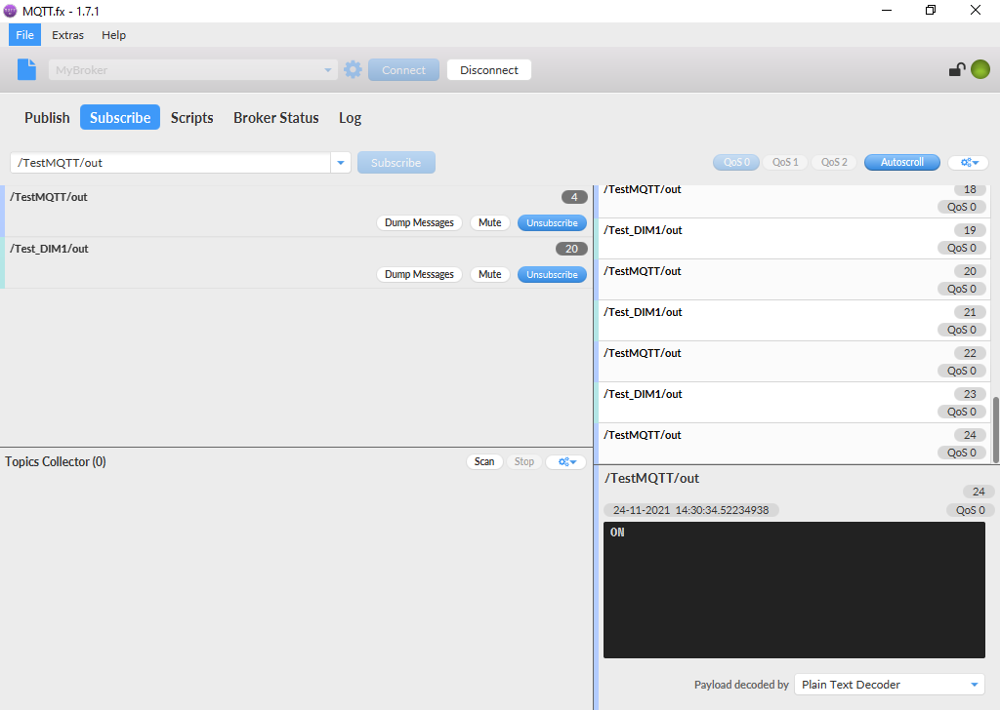 MQTT.fx - 1.7.1
File Extras Help
MyBroker Connect Disconnect
Publish Subscribe Scripts Broker Status Log
/TestMQTT/out Subscribe QoS 0 QoS 1 QoS 2 Autoscroll
/TestMQTT/out 4
Dump Messages Mute Unsubscribe
/Test_DIM1/out 20
Dump Messages Mute Unsubscribe
/TestMQTT/out 18
QoS 0
/Test_DIM1/out 19
QoS 0
/TestMQTT/out 20
QoS 0
/Test_DIM1/out 21
QoS 0
/TestMQTT/out 22
QoS 0
/Test_DIM1/out 23
QoS 0
/TestMQTT/out 24
QoS 0
Topics Collector (0) Scan Stop
/TestMQTT/out
24
24-11-2021 14:30:34.52234938 QoS 0
ON
Payload decoded by Plain Text Decoder